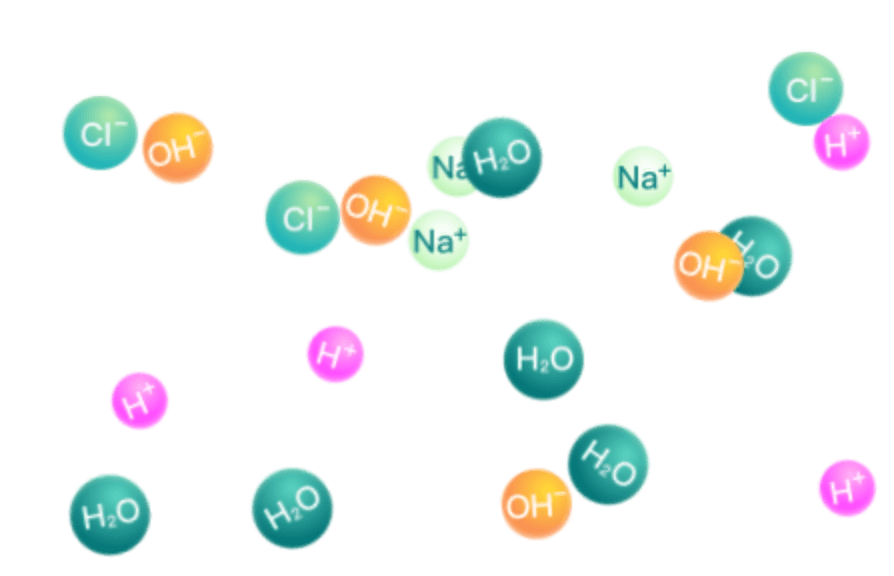 Cl⁻
H⁺
Cl⁻
OH⁻
Na
H₂O
Na⁺
Cl⁻
OH⁻
Na⁺
OH⁻
H₂O
H⁺
H₂O
H⁺
H₂O
H⁺
H₂O
H₂O
OH⁻